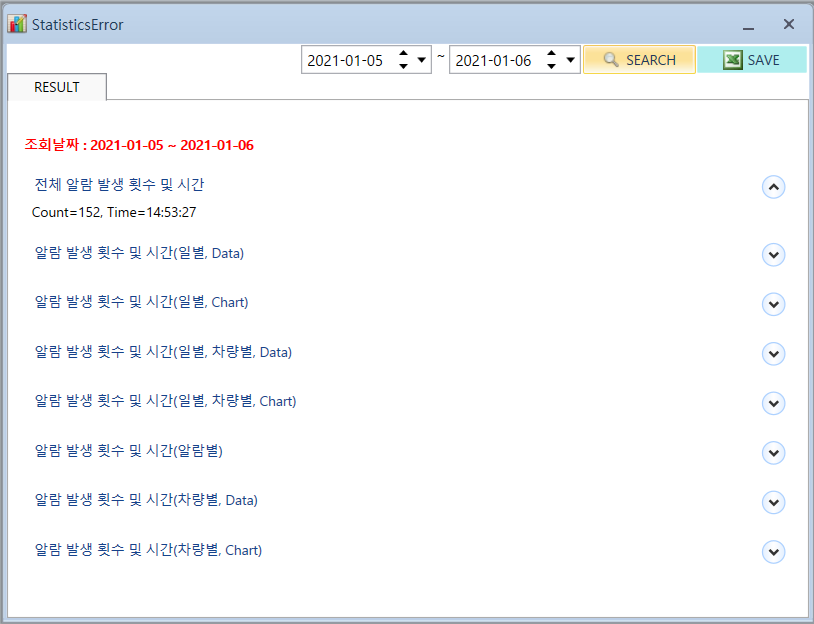 StatisticsError
2021-01-05 ~ 2021-01-06 SEARCH SAVE
RESULT
조회날짜 : 2021-01-05 ~ 2021-01-06
전체 알람 발생 횟수 및 시간
Count=152, Time=14:53:27
알람 발생 횟수 및 시간(일별, Data)
알람 발생 횟수 및 시간(일별, Chart)
알람 발생 횟수 및 시간(일별, 차량별, Data)
알람 발생 횟수 및 시간(일별, 차량별, Chart)
알람 발생 횟수 및 시간(알람별)
알람 발생 횟수 및 시간(차량별, Data)
알람 발생 횟수 및 시간(차량별, Chart)